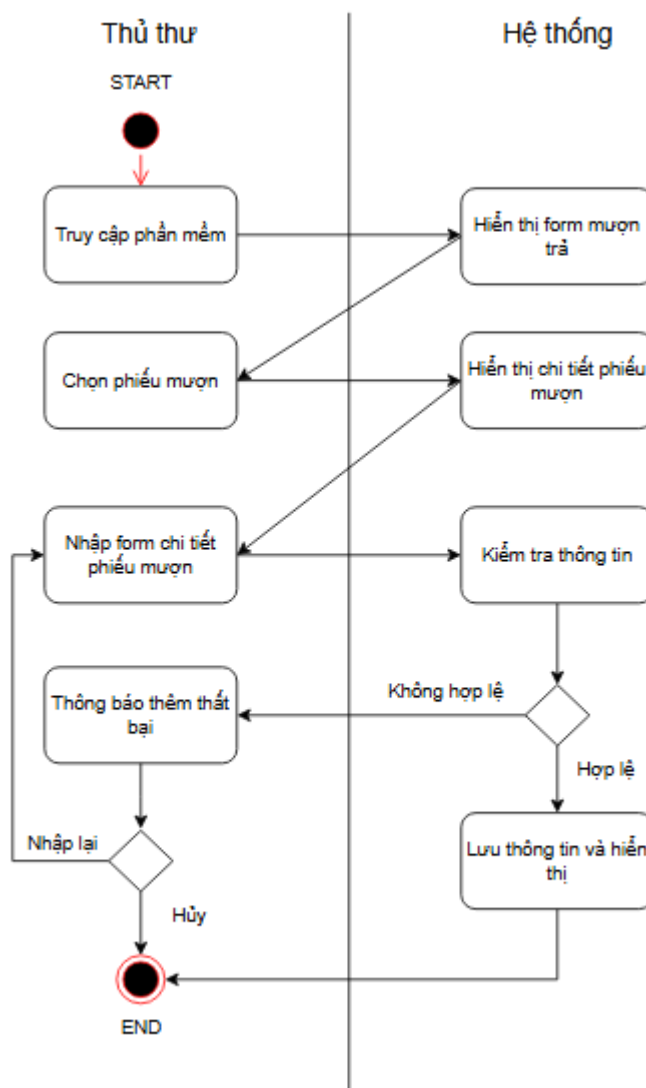 Thủ thư
Hệ thống
START
Truy cập phần mềm
Hiển thị form mượn
trả
Chọn phiếu mượn
Hiển thị chi tiết phiếu
mượn
Nhập form chi tiết
phiếu mượn
Kiểm tra thông tin
Không hợp lệ
Thông báo thêm thất
bại
Hợp lệ
Nhập lại
Lưu thông tin và hiển
thị
Hủy
END